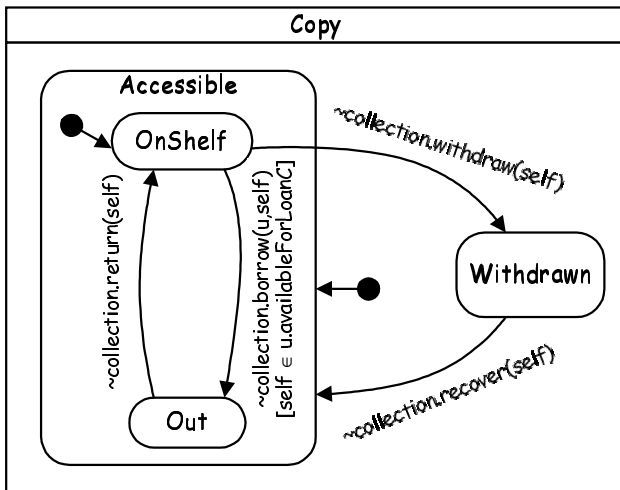 Copy
Accessible
OnShelf
~collection.withdraw(self)
~collection.return(self)
~collection.borrow(u,self)
[self ∈ u.availableForLoanC]
Withdrawn
~collection.recover(self)
Out